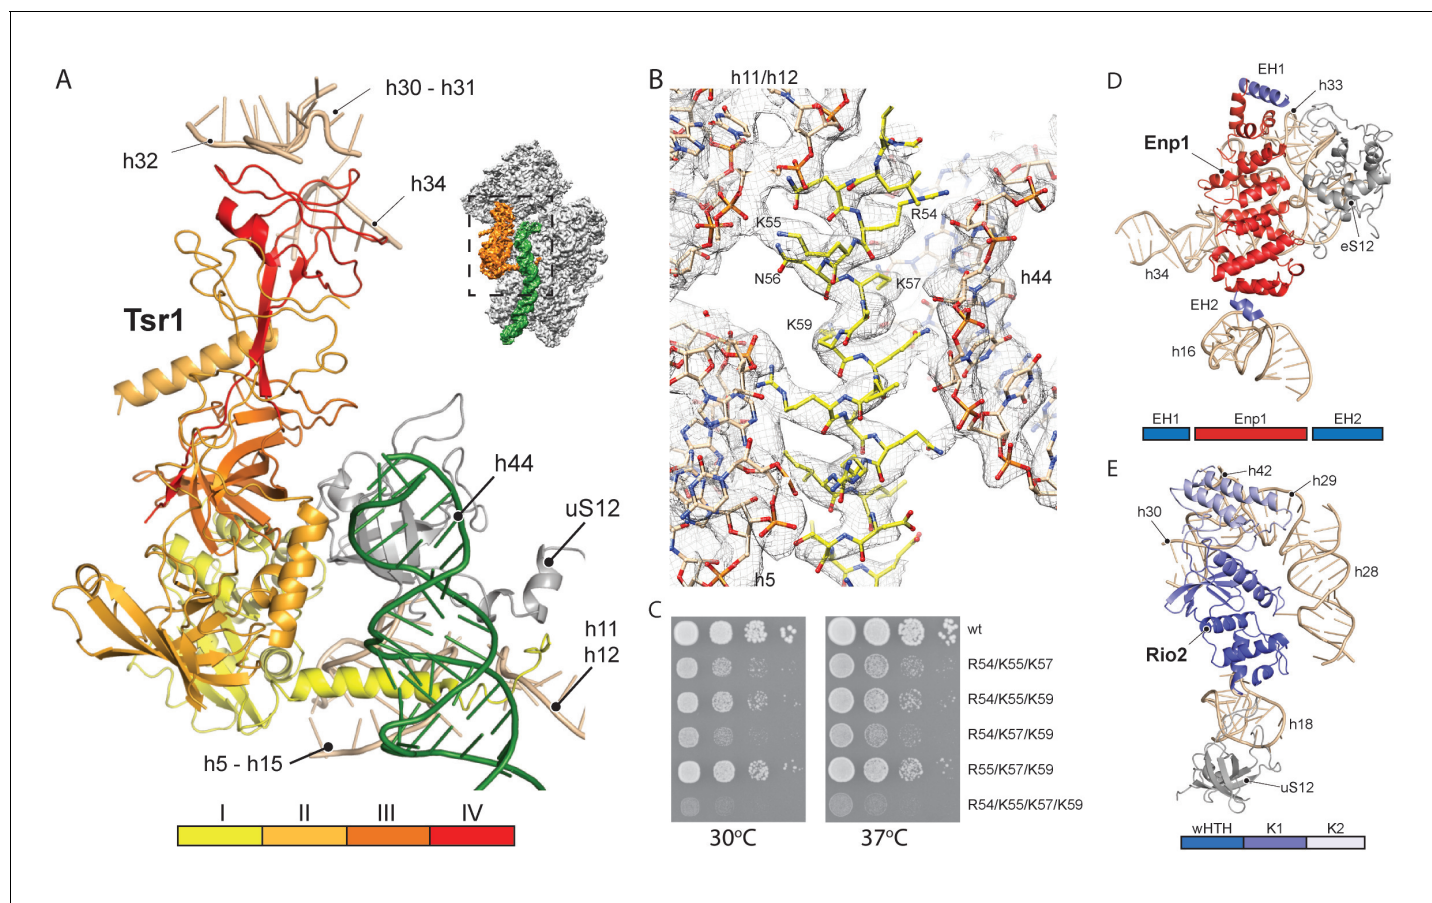 A
h30 - h31
h32
h34
Tsr1
h44
uS12
h11
h12
h5 - h15
I II III IV
B
h11/h12
K55
R54
N56
K57
h44
K59
h5
C
wt
R54/K55/K57
R54/K55/K59
R54/K57/K59
R55/K57/K59
R54/K55/K57/K59
30ºC 37ºC
D
EH1
h33
Enp1
eS12
h34
EH2
h16
EH1 Enp1 EH2
E
h42
h29
h30
h28
Rio2
h18
uS12
wHTH K1 K2